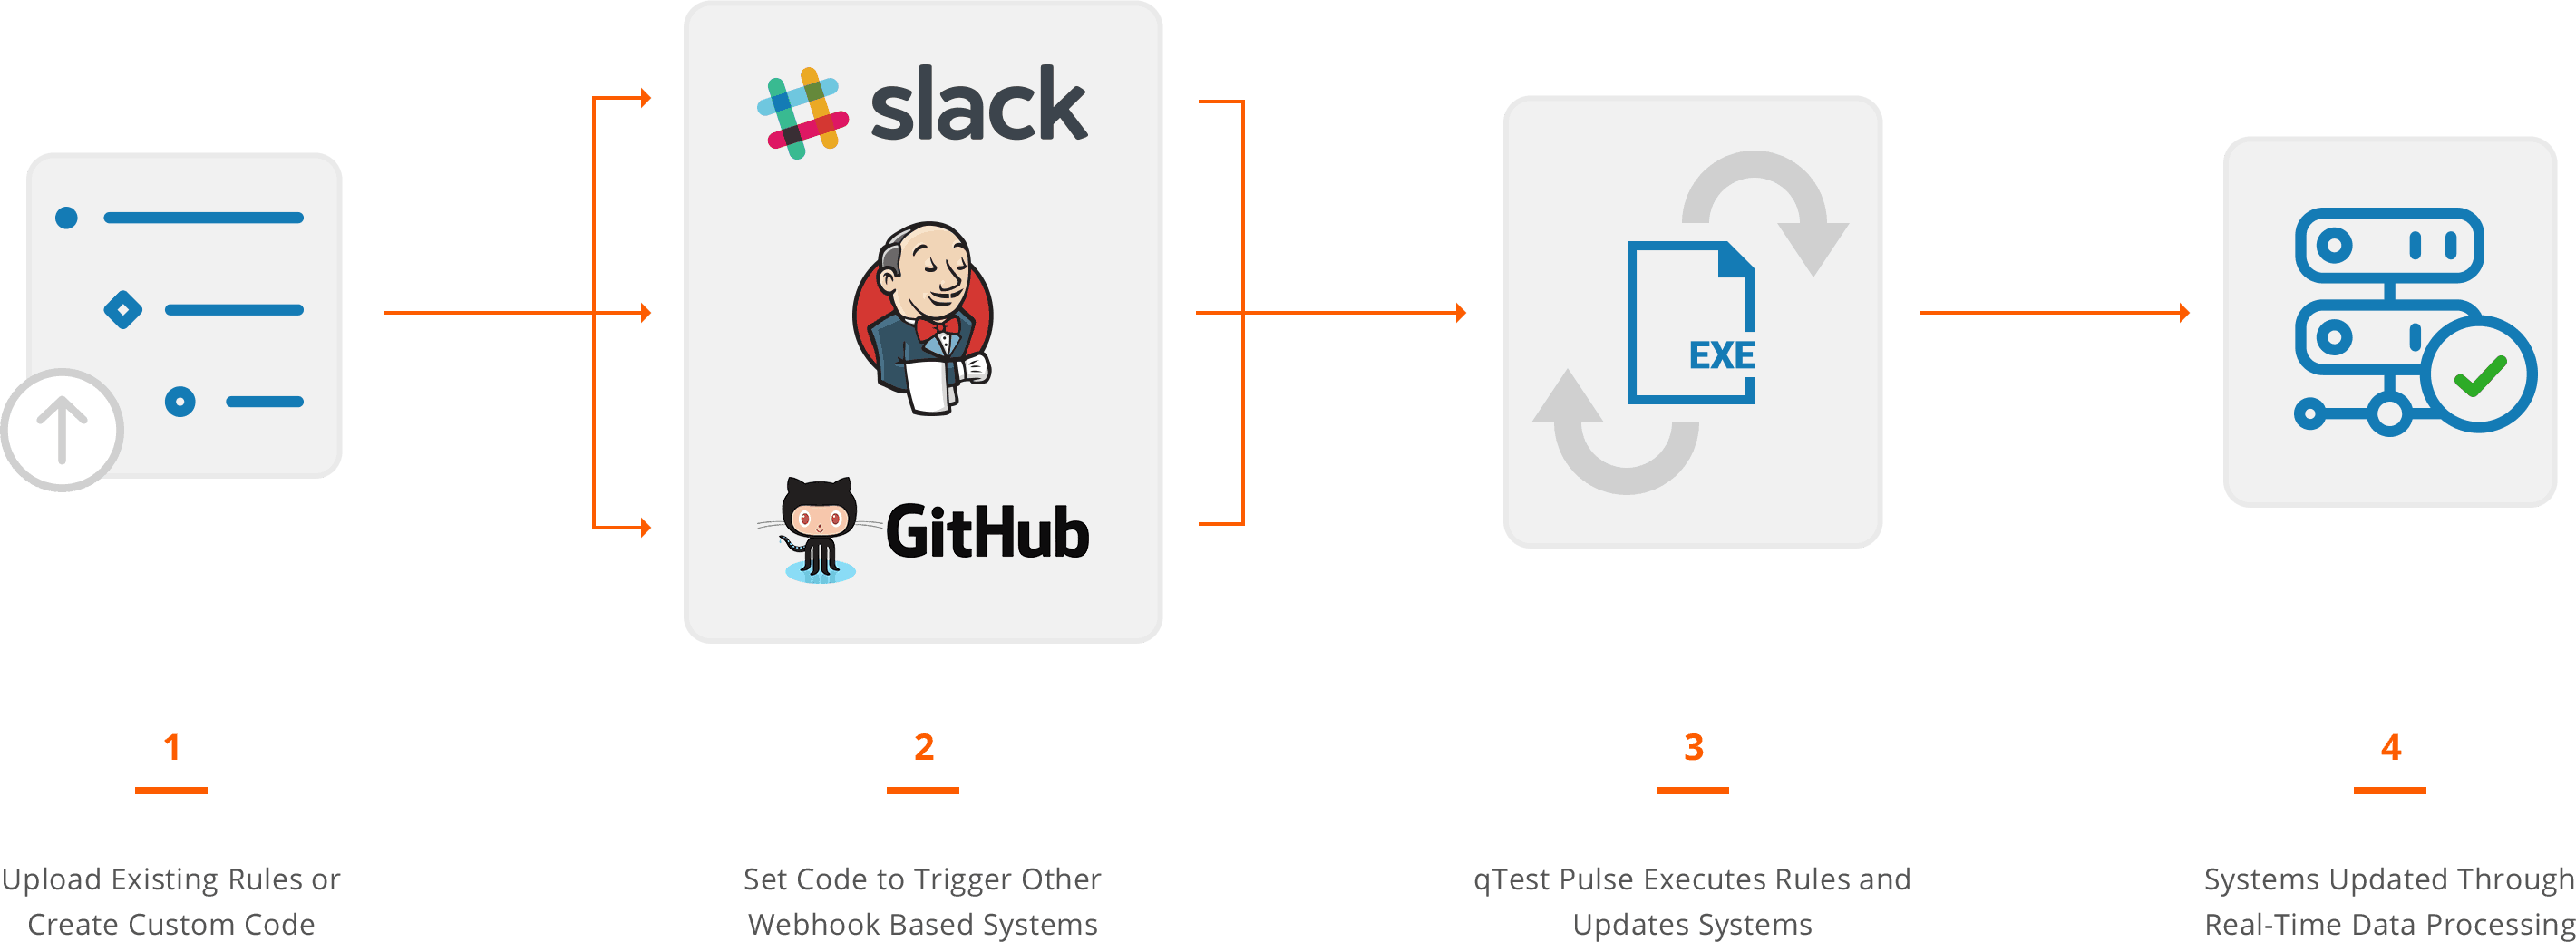 slack
GitHub
EXE
1
2
3
4
Upload Existing Rules or
Create Custom Code
Set Code to Trigger Other
Webhook Based Systems
qTest Pulse Executes Rules and
Updates Systems
Systems Updated Through
Real-Time Data Processing